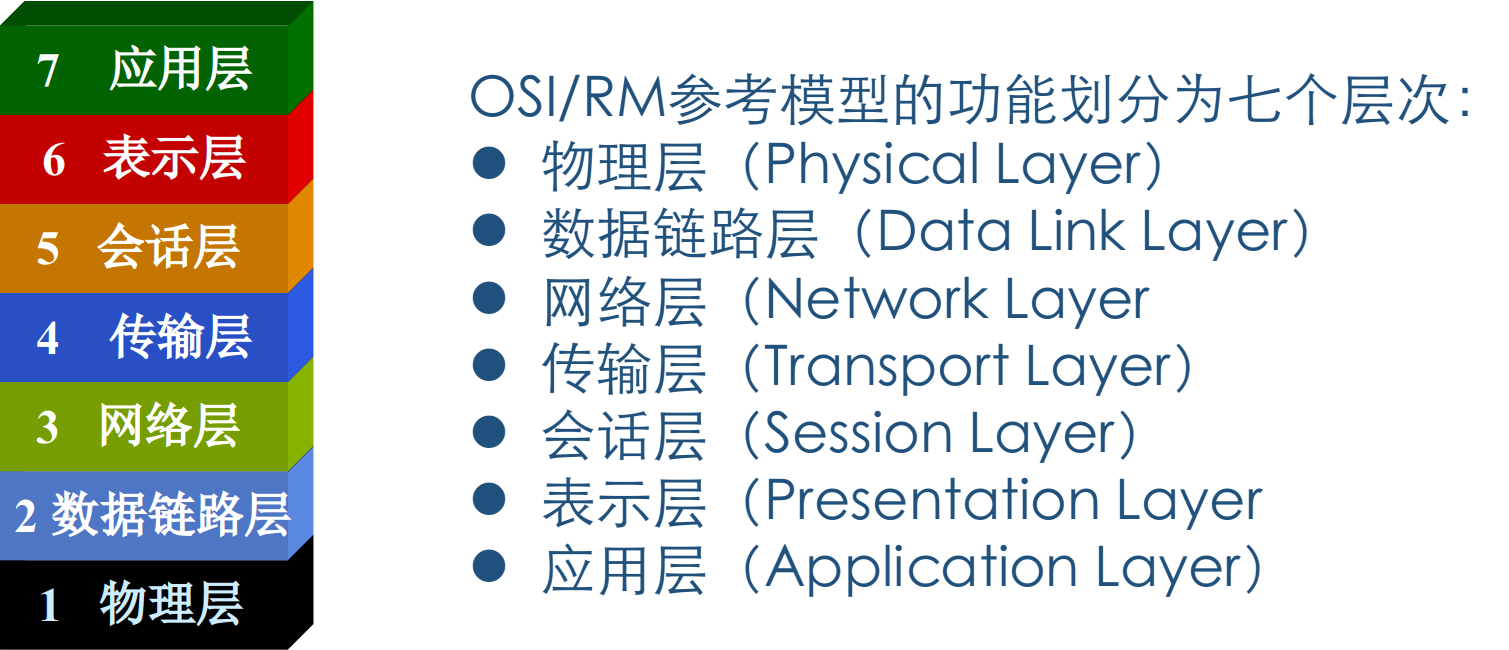 7 应用层
6 表示层
5 会话层
4 传输层
3 网络层
2 数据链路层
1 物理层
OSI/RM参考模型的功能划分为七个层次：
● 物理层（Physical Layer）
● 数据链路层（Data Link Layer）
● 网络层（Network Layer
● 传输层（Transport Layer）
● 会话层（Session Layer）
● 表示层（Presentation Layer
● 应用层（Application Layer）